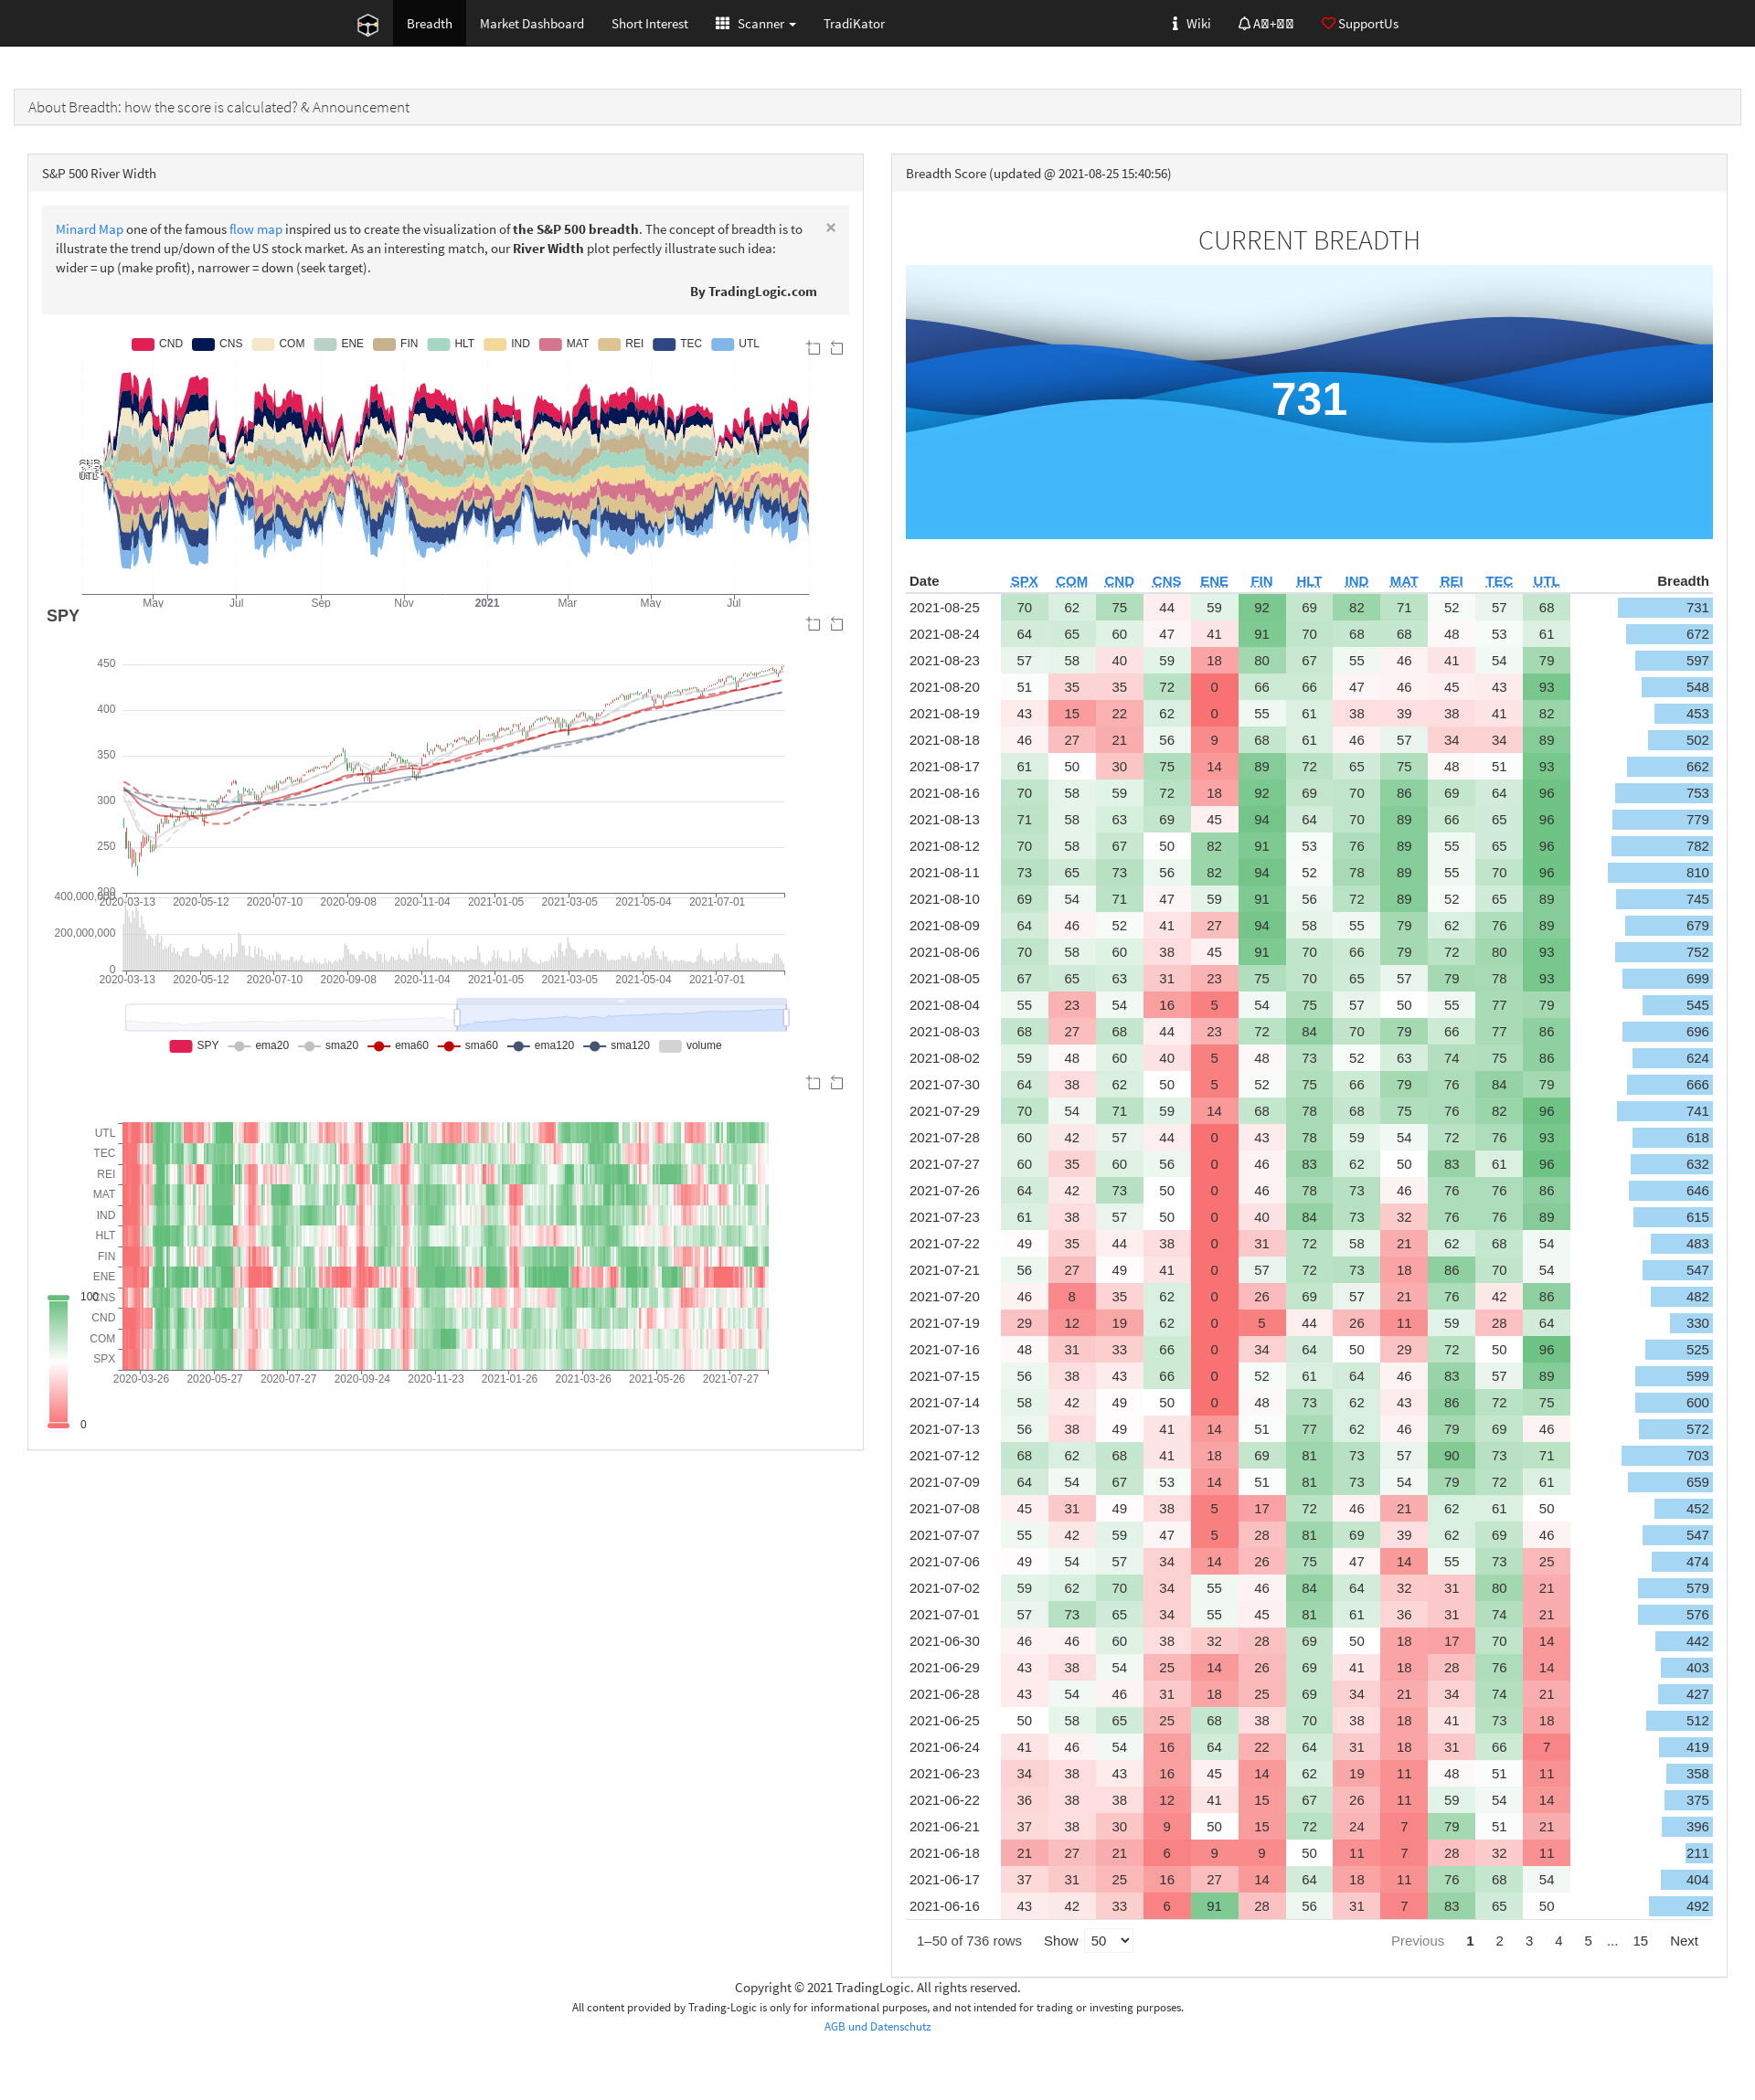 Breadth Market Dashboard Short Interest Scanner TradiKator Wiki SupportUs
About Breadth: how the score is calculated? & Announcement
S&P 500 River Width
Minard Map one of the famous flow map inspired us to create the visualization of the S&P 500 breadth. The concept of breadth is to
illustrate the trend up/down of the US stock market. As an interesting match, our River Width plot perfectly illustrate such idea:
wider = up (make profit), narrower = down (seek target).
×
By TradingLogic.com
CND CNS COM ENE FIN HLT IND MAT REI TEC UTL
UTL
May Jul Sep Nov 2021 Mar May Jul
SPY
450
400
350
300
250
200
2020-03-13 2020-05-12 2020-07-10 2020-09-08 2020-11-04 2021-01-05 2021-03-05 2021-05-04 2021-07-01
400,000,000
200,000,000
0
2020-03-13 2020-05-12 2020-07-10 2020-09-08 2020-11-04 2021-01-05 2021-03-05 2021-05-04 2021-07-01
SPY ema20 sma20 ema60 sma60 ema120 sma120 volume
UTL
TEC
REI
MAT
IND
HLT
FIN
ENE
CNS
CND
COM
SPX
2020-03-26 2020-05-27 2020-07-27 2020-09-24 2020-11-23 2021-01-26 2021-03-26 2021-05-26 2021-07-27
100
0
Breadth Score (updated @ 2021-08-25 15:40:56)
CURRENT BREADTH
731
Date SPX COM CND CNS ENE FIN HLT IND MAT REI TEC UTL Breadth
2021-08-25 70 62 75 44 59 92 69 82 71 52 57 68 731
2021-08-24 64 65 60 47 41 91 70 68 68 48 53 61 672
2021-08-23 57 58 40 59 18 80 67 55 46 41 54 79 597
2021-08-20 51 35 35 72 0 66 66 47 46 45 43 93 548
2021-08-19 43 15 22 62 0 55 61 38 39 38 41 82 453
2021-08-18 46 27 21 56 9 68 61 46 57 34 34 89 502
2021-08-17 61 50 30 75 14 89 72 65 75 48 51 93 662
2021-08-16 70 58 59 72 18 92 69 70 86 69 64 96 753
2021-08-13 71 58 63 69 45 94 64 70 89 66 65 96 779
2021-08-12 70 58 67 50 82 91 53 76 89 55 65 96 782
2021-08-11 73 65 73 56 82 94 52 78 89 55 70 96 810
2021-08-10 69 54 71 47 59 91 56 72 89 52 65 89 745
2021-08-09 64 46 52 41 27 94 58 55 79 62 76 89 679
2021-08-06 70 58 60 38 45 91 70 66 79 72 80 93 752
2021-08-05 67 65 63 31 23 75 70 65 57 79 78 93 699
2021-08-04 55 23 54 16 5 54 75 57 50 55 77 79 545
2021-08-03 68 27 68 44 23 72 84 70 79 66 77 86 696
2021-08-02 59 48 60 40 5 48 73 52 63 74 75 86 624
2021-07-30 64 38 62 50 5 52 75 66 79 76 84 79 666
2021-07-29 70 54 71 59 14 68 78 68 75 76 82 96 741
2021-07-28 60 42 57 44 0 43 78 59 54 72 76 93 618
2021-07-27 60 35 60 56 0 46 83 62 50 83 61 96 632
2021-07-26 64 42 73 50 0 46 78 73 46 76 76 86 646
2021-07-23 61 38 57 50 0 40 84 73 32 76 76 89 615
2021-07-22 49 35 44 38 0 31 72 58 21 62 68 54 483
2021-07-21 56 27 49 41 0 57 72 73 18 86 70 54 547
2021-07-20 46 8 35 62 0 26 69 57 21 76 42 86 482
2021-07-19 29 12 19 62 0 5 44 26 11 59 28 64 330
2021-07-16 48 31 33 66 0 34 64 50 29 72 50 96 525
2021-07-15 56 38 43 66 0 52 61 64 46 83 57 89 599
2021-07-14 58 42 49 50 0 48 73 62 43 86 72 75 600
2021-07-13 56 38 49 41 14 51 77 62 46 79 69 46 572
2021-07-12 68 62 68 41 18 69 81 73 57 90 73 71 703
2021-07-09 64 54 67 53 14 51 81 73 54 79 72 61 659
2021-07-08 45 31 49 38 5 17 72 46 21 62 61 50 452
2021-07-07 55 42 59 47 5 28 81 69 39 62 69 46 547
2021-07-06 49 54 57 34 14 26 75 47 14 55 73 25 474
2021-07-02 59 62 70 34 55 46 84 64 32 31 80 21 579
2021-07-01 57 73 65 34 55 45 81 61 36 31 74 21 576
2021-06-30 46 46 60 38 32 28 69 50 18 17 70 14 442
2021-06-29 43 38 54 25 14 26 69 41 18 28 76 14 403
2021-06-28 43 54 46 31 18 25 69 34 21 34 74 21 427
2021-06-25 50 58 65 25 68 38 70 38 18 41 73 18 512
2021-06-24 41 46 54 16 64 22 64 31 18 31 66 7 419
2021-06-23 34 38 43 16 45 14 62 19 11 48 51 11 358
2021-06-22 36 38 38 12 41 15 67 26 11 59 54 14 375
2021-06-21 37 38 30 9 50 15 72 24 7 79 51 21 396
2021-06-18 21 27 21 6 9 9 50 11 7 28 32 11 211
2021-06-17 37 31 25 16 27 14 64 18 11 76 68 54 404
2021-06-16 43 42 33 6 91 28 56 31 7 83 65 50 492
1–50 of 736 rows Show 50 Previous 1 2 3 4 5 ... 15 Next
Copyright © 2021 TradingLogic. All rights reserved.
All content provided by Trading-Logic is only for informational purposes, and not intended for trading or investing purposes.
AGB und Datenschutz